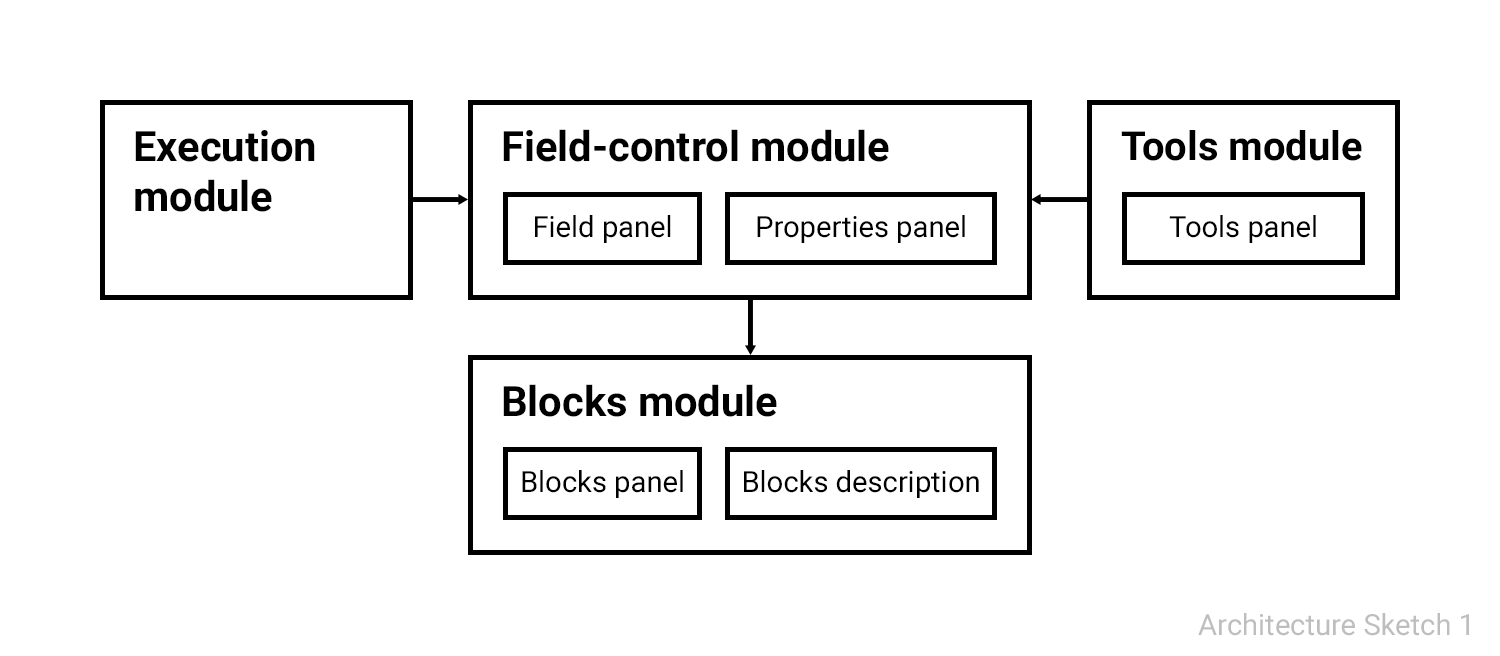 Execution
module
Field-control module
Field panel
Properties panel
Tools module
Tools panel
Blocks module
Blocks panel
Blocks description
Architecture Sketch 1